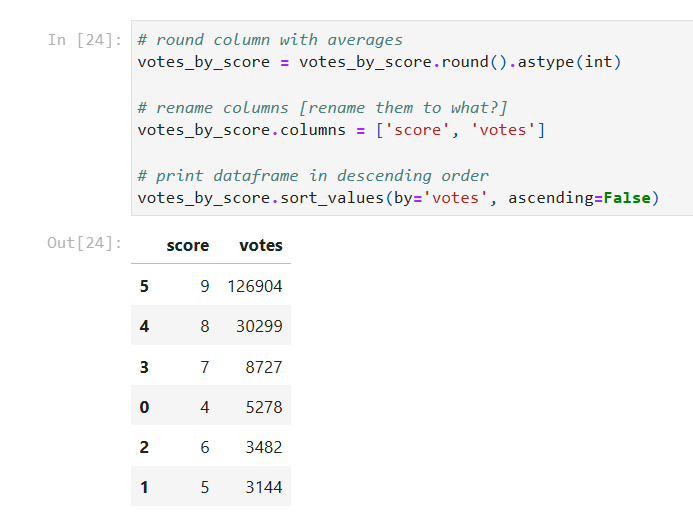 In [24]: # round column with averages
votes_by_score = votes_by_score.round().astype(int)
# rename columns [rename them to what?]
votes_by_score.columns = ['score', 'votes']
# print dataframe in descending order
votes_by_score.sort_values(by='votes', ascending=False)
Out[24]: score votes
5 9 126904
4 8 30299
3 7 8727
0 4 5278
2 6 3482
1 5 3144